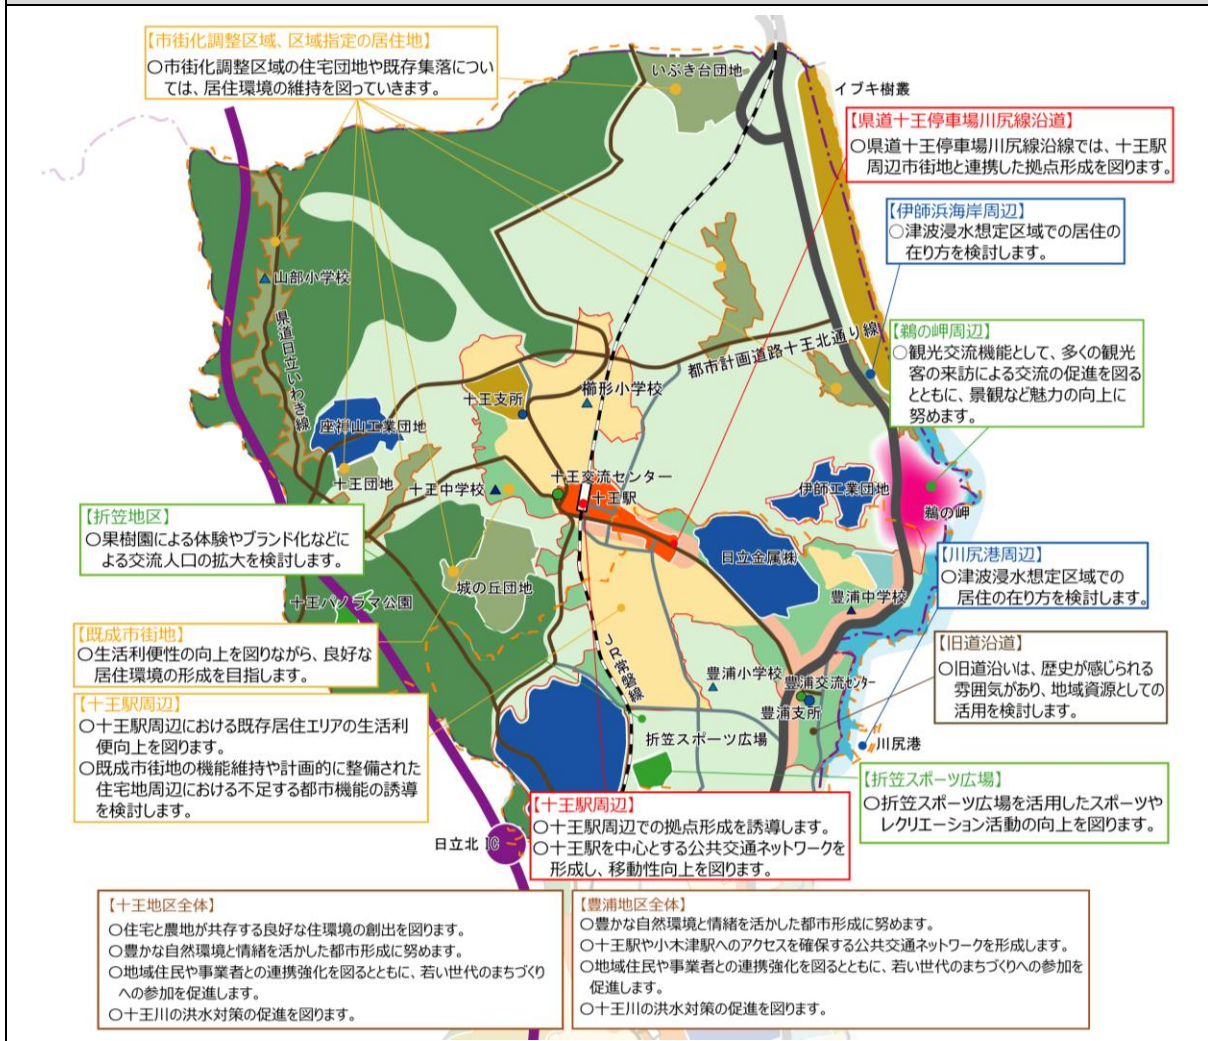 【市街化調整区域、区域指定の居住地】
○市街化調整区域の住宅団地や既存集落につい
ては、居住環境の維持を図っていきます。
いぶき台団地
イブキ樹叢
【県道十王停車場川尻線沿道】
○県道十王停車場川尻線沿線では、十王駅
周辺市街地と連携した拠点形成を図ります。
【伊師浜海岸周辺】
○津波浸水想定区域での居住の
在り方を検討します。
山部小学校
県道日立いわき線
都市計画道路十王北通り線
【鵜の岬周辺】
○観光交流機能として、多くの観光
客の来訪による交流の促進を図る
とともに、景観など魅力の向上に
努めます。
十王支所
櫛形小学校
座禅山工業団地
十王団地
十王中学校
十王交流センター
十王駅
伊師工業団地
鵜の岬
【折笠地区】
○果樹園による体験やブランド化などに
よる交流人口の拡大を検討します。
城の丘団地
日立金属㈱
豊浦中学校
【川尻港周辺】
○津波浸水想定区域での
居住の在り方を検討します。
十王パノラマ公園
【既成市街地】
○生活利便性の向上を図りながら、良好な
居住環境の形成を目指します。
JR常磐線
豊浦小学校
豊浦交流センター
豊浦支所
【旧道沿道】
○旧道沿いは、歴史が感じられる
雰囲気があり、地域資源としての
活用を検討します。
【十王駅周辺】
○十王駅周辺における既存居住エリアの生活利
便向上を図ります。
○既成市街地の機能維持や計画的に整備された
住宅地周辺における不足する都市機能の誘導
を検討します。
折笠スポーツ広場
川尻港
【折笠スポーツ広場】
○折笠スポーツ広場を活用したスポーツや
レクリエーション活動の向上を図ります。
日立北IC
【十王駅周辺】
○十王駅周辺での拠点形成を誘導します。
○十王駅を中心とする公共交通ネットワークを
形成し、移動性向上を図ります。
【十王地区全体】
○住宅と農地が共存する良好な住環境の創出を図ります。
○豊かな自然環境と情緒を活かした都市形成に努めます。
○地域住民や事業者との連携強化を図るとともに、若い世代のまちづくり
への参加を促進します。
○十王川の洪水対策の促進を図ります。
【豊浦地区全体】
○豊かな自然環境と情緒を活かした都市形成に努めます。
○十王駅や小木津駅へのアクセスを確保する公共交通ネットワークを形成します。
○地域住民や事業者との連携強化を図るとともに、若い世代のまちづくりへの参加を
促進します。
○十王川の洪水対策の促進を図ります。